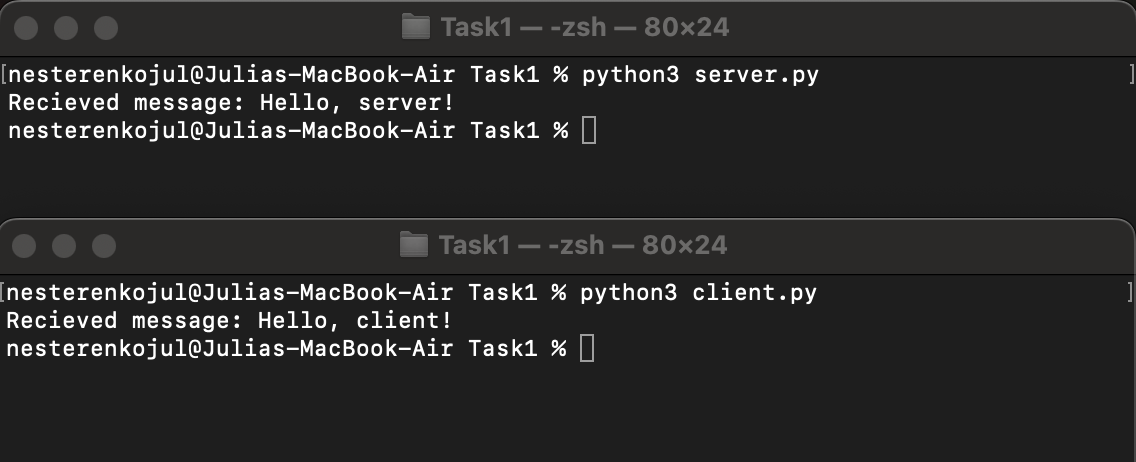 Task1 — -zsh — 80×24
[nesterenkojul@Julias-MacBook-Air Task1 % python3 server.py ]
Recieved message: Hello, server!
nesterenkojul@Julias-MacBook-Air Task1 %
Task1 — -zsh — 80×24
[nesterenkojul@Julias-MacBook-Air Task1 % python3 client.py ]
Recieved message: Hello, client!
nesterenkojul@Julias-MacBook-Air Task1 %